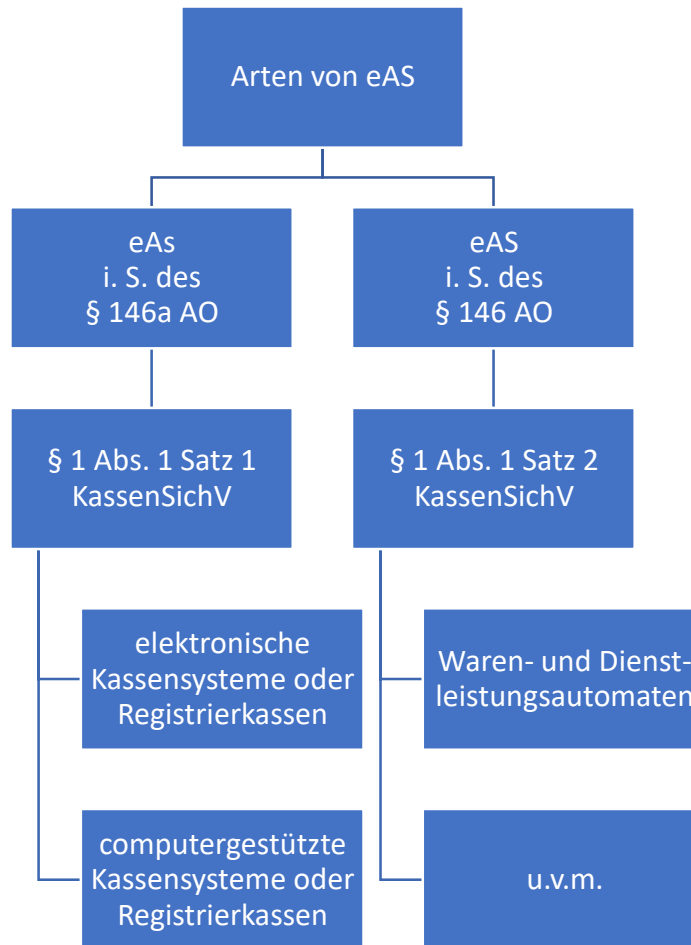 Arten von eAS
eAs
i. S. des
§ 146a AO
eAS
i. S. des
§ 146 AO
§ 1 Abs. 1 Satz 1
KassenSichV
§ 1 Abs. 1 Satz 2
KassenSichV
elektronische
Kassensysteme oder
Registrierkassen
Waren- und Dienst-
leistungsautomaten
computergestützte
Kassensysteme oder
Registrierkassen
u.v.m.